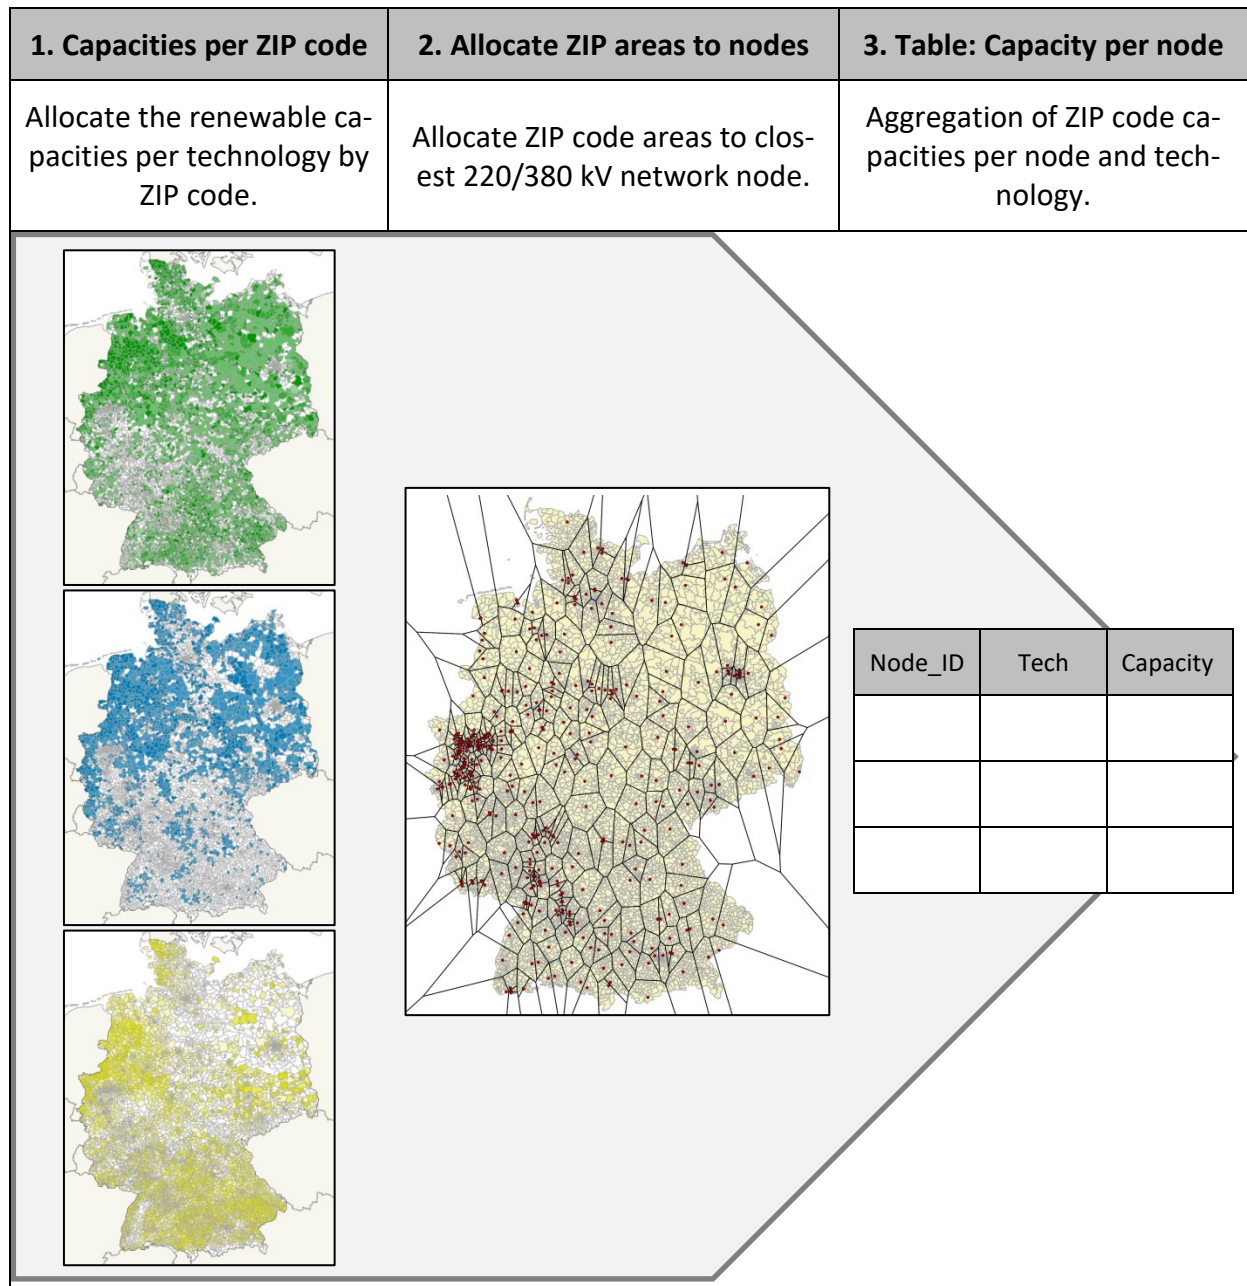 1. Capacities per ZIP code
2. Allocate ZIP areas to nodes
3. Table: Capacity per node
Allocate the renewable ca-
pacities per technology by
ZIP code.
Allocate ZIP code areas to clos-
est 220/380 kV network node.
Aggregation of ZIP code ca-
pacities per node and tech-
nology.
Node_ID
Tech
Capacity